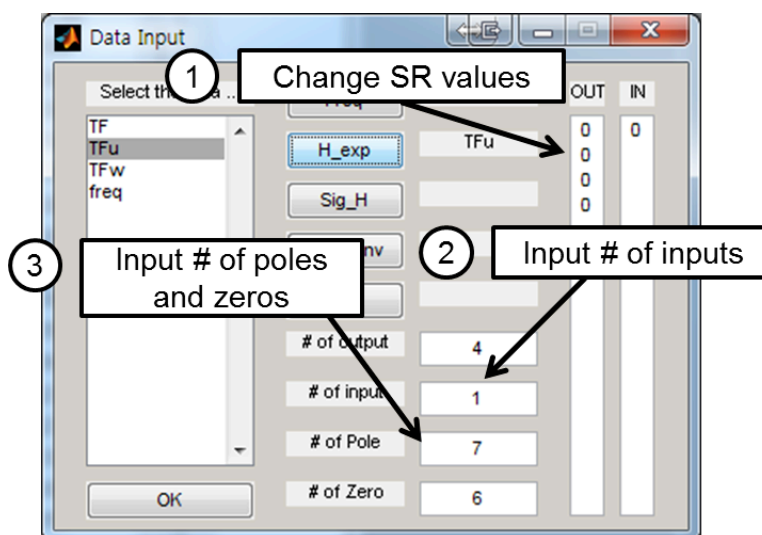 Data Input
1
Change SR values
Select th
OUT IN
TF
TFu
TFw
freq
H_exp
TFu
0 0
0
0
0
Sig_H
3
Input # of poles
and zeros
nv
2
Input # of inputs
# of output 4
# of input 1
# of Pole 7
# of Zero 6
OK